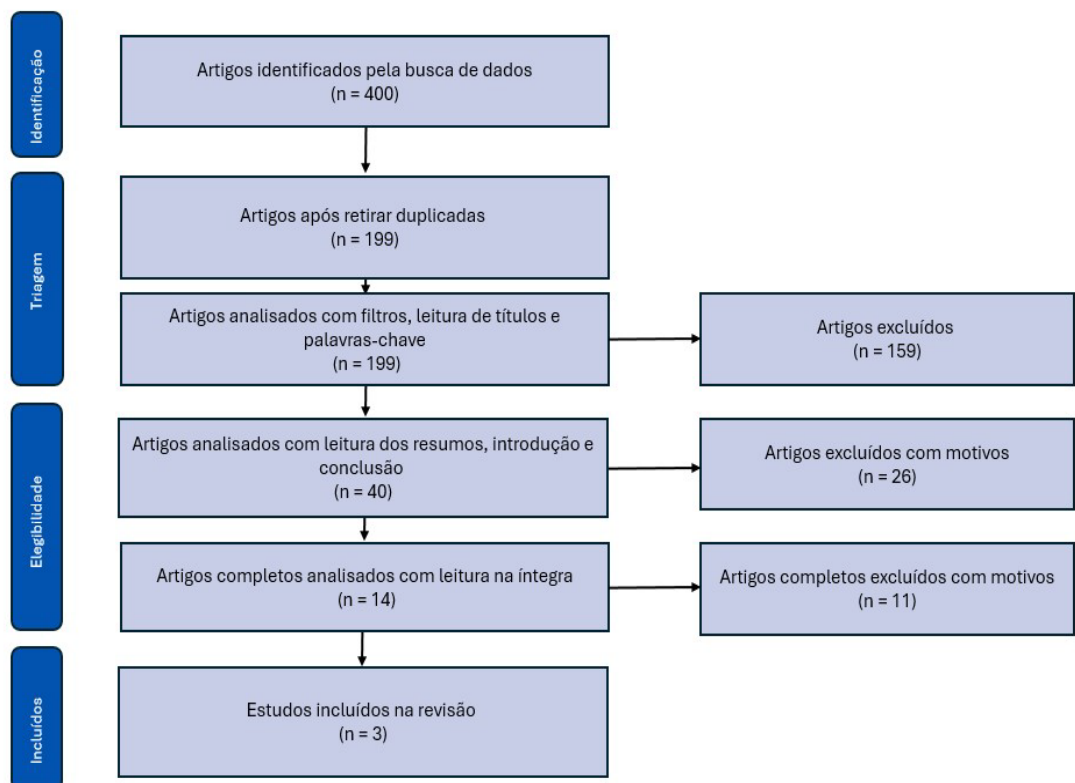 Identificação
Artigos identificados pela busca de dados
(n = 400)
Triagem
Artigos após retirar duplicadas
(n = 199)
Artigos analisados com filtros, leitura de títulos e
palavras-chave
(n = 199)
Artigos excluídos
(n = 159)
Elegibilidade
Artigos analisados com leitura dos resumos, introdução e
conclusão
(n = 40)
Artigos excluídos com motivos
(n = 26)
Artigos completos analisados com leitura na íntegra
(n = 14)
Artigos completos excluídos com motivos
(n = 11)
Incluídos
Estudos incluídos na revisão
(n = 3)